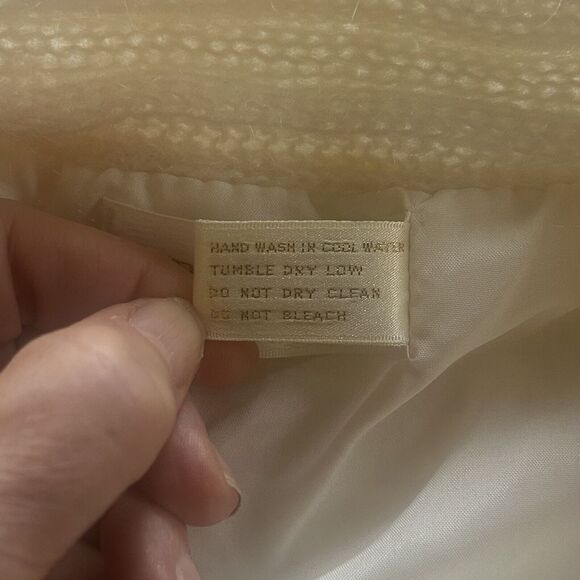 HAND WASH IN COOL WATER
TUMBLE DRY LOW
DO NOT DRY CLEAN
DO NOT BLEACH